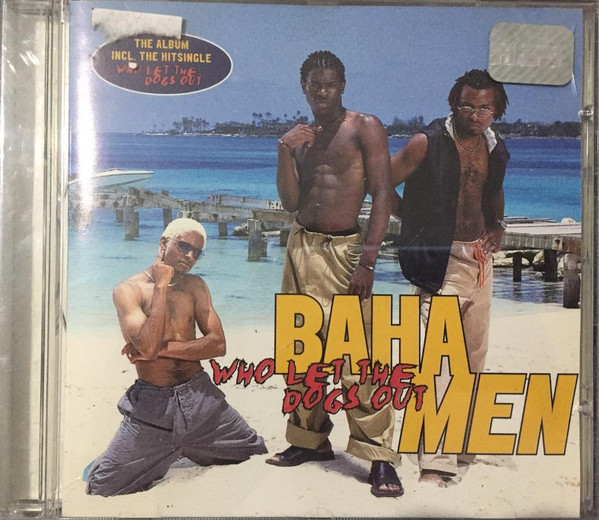 THE ALBUM
INCL. THE HITSINGLE
WHO LET THE
DOGS OUT
BAHA
WHO LET THE
DOGS OUT
MEN